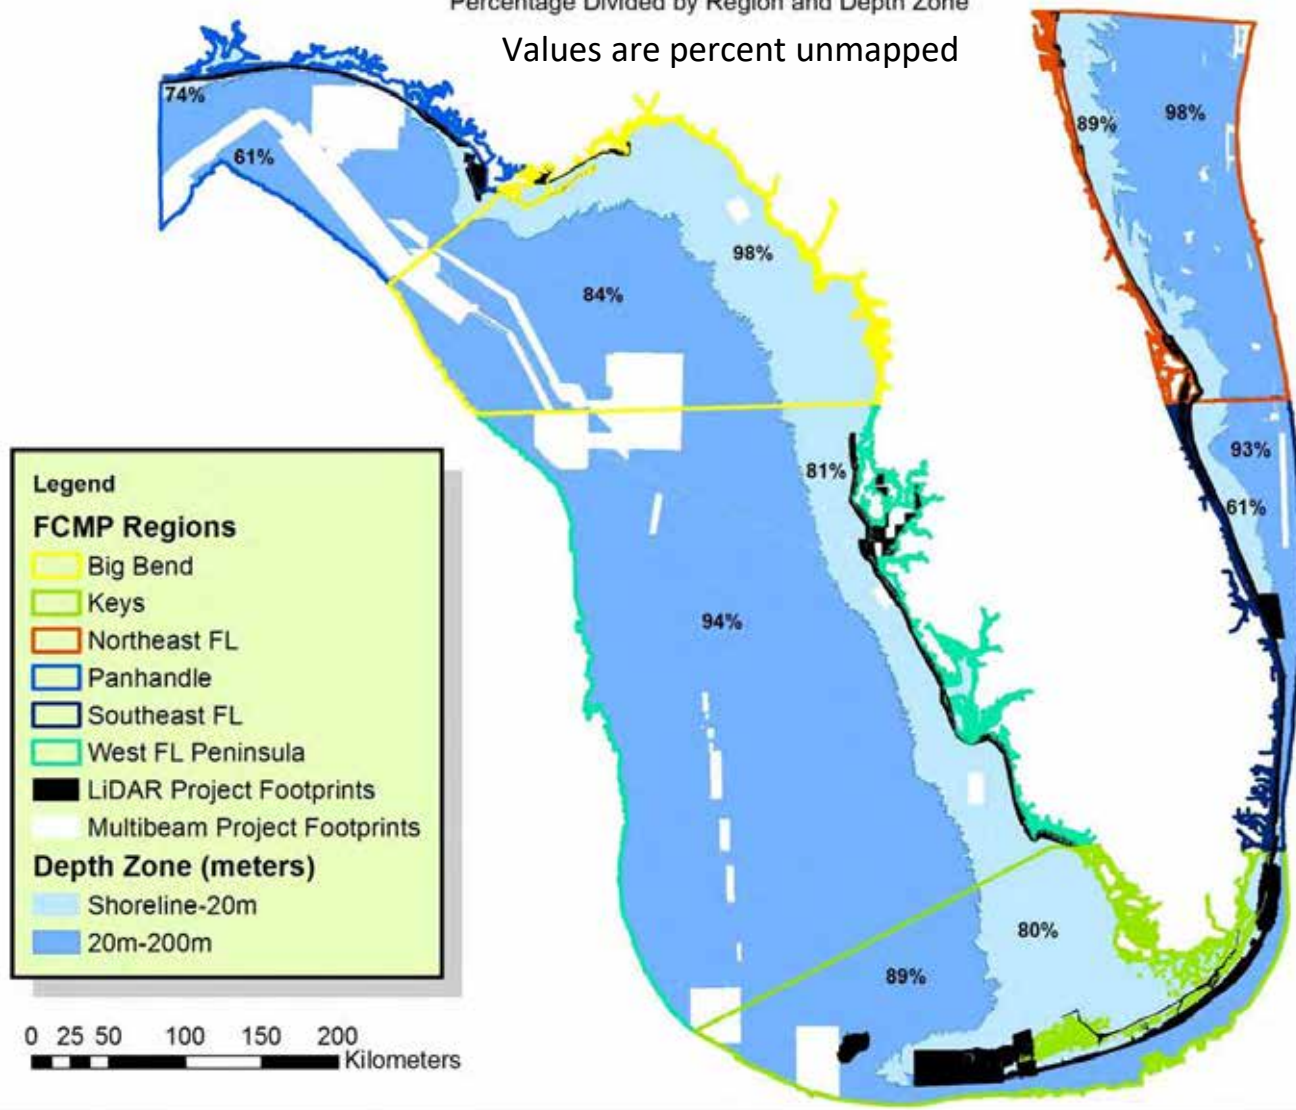 Percentage Divided by Region and Depth Zone
Values are percent unmapped
74%
61%
98%
84%
81%
94%
89%
80%
89%
98%
93%
61%
Legend
FCMP Regions
Big Bend
Keys
Northeast FL
Panhandle
Southeast FL
West FL Peninsula
LiDAR Project Footprints
Multibeam Project Footprints
Depth Zone (meters)
Shoreline-20m
20m-200m
0 25 50 100 150 200
Kilometers